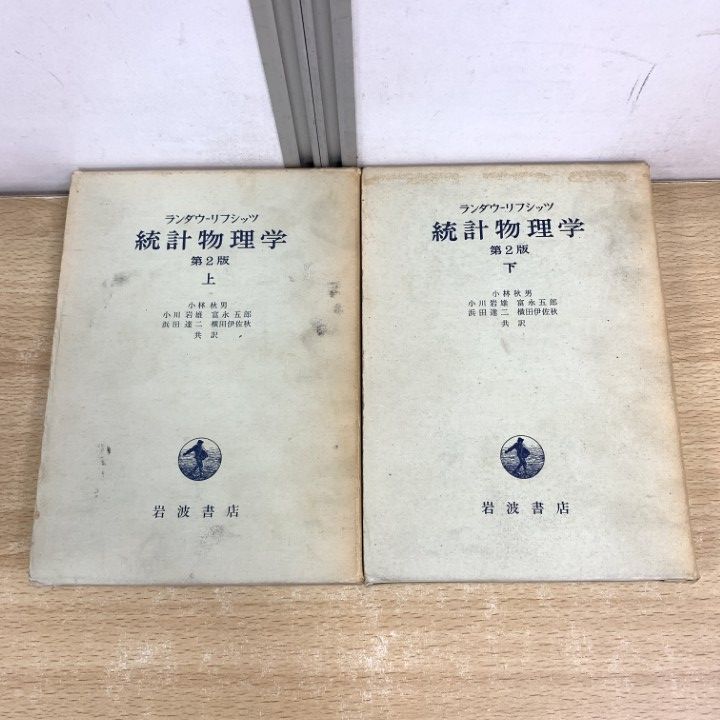 ランダウ-リフシッツ
統計物理学
第2版
上
小林秋男
小川岩雄 富永五郎
浜田達二 横田伊佐秋
共訳
岩波書店
ランダウ-リフシッツ
統計物理学
第2版
下
小林秋男
小川岩雄 富永五郎
浜田達二 横田伊佐秋
共訳
岩波書店